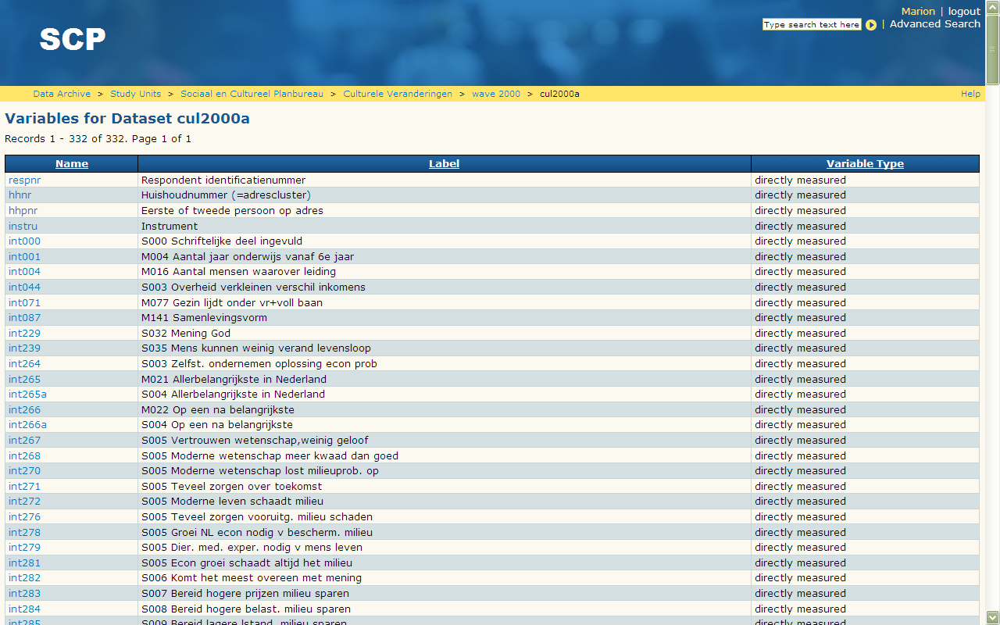 Marion | logout
SCP
Type search text here | Advanced Search
Data Archive > Study Units > Sociaal en Cultureel Planbureau > Culturele Veranderingen > wave 2000 > cul2000a Help
Variables for Dataset cul2000a
Records 1 - 332 of 332. Page 1 of 1
Name Label Variable Type
respnr Respondent identificatienummer directly measured
hhnr Huishoudnummer (=adrescluster) directly measured
hhpnr Eerste of tweede persoon op adres directly measured
instru Instrument directly measured
int000 S000 Schriftelijke deel ingevuld directly measured
int001 M004 Aantal jaar onderwijs vanaf 6e jaar directly measured
int004 M016 Aantal mensen waarover leiding directly measured
int044 S003 Overheid verkleinen verschil inkomens directly measured
int071 M077 Gezin lijdt onder vr+voll baan directly measured
int087 M141 Samenlevingsvorm directly measured
int229 S032 Mening God directly measured
int239 S035 Mens kunnen weinig verand levensloop directly measured
int264 S003 Zelfst. ondernemen oplossing econ prob directly measured
int265 M021 Allerbelangrijkste in Nederland directly measured
int265a S004 Allerbelangrijkste in Nederland directly measured
int266 M022 Op een na belangrijkste directly measured
int266a S004 Op een na belangrijkste directly measured
int267 S005 Vertrouwen wetenschap,weinig geloof directly measured
int268 S005 Moderne wetenschap meer kwaad dan goed directly measured
int270 S005 Moderne wetenschap lost milieuprob. op directly measured
int271 S005 Teveel zorgen over toekomst directly measured
int272 S005 Moderne leven schaadt milieu directly measured
int276 S005 Teveel zorgen vooruitg. milieu schaden directly measured
int278 S005 Groei NL econ nodig v bescherm. milieu directly measured
int279 S005 Dier. med. exper. nodig v mens leven directly measured
int281 S005 Econ groei schaadt altijd het milieu directly measured
int282 S006 Komt het meest overeen met mening directly measured
int283 S007 Bereid hogere prijzen milieu sparen directly measured
int284 S008 Bereid hogere belast. milieu sparen directly measured
int285 S009 Bereid lagere lstand. milieu sparen directly measured